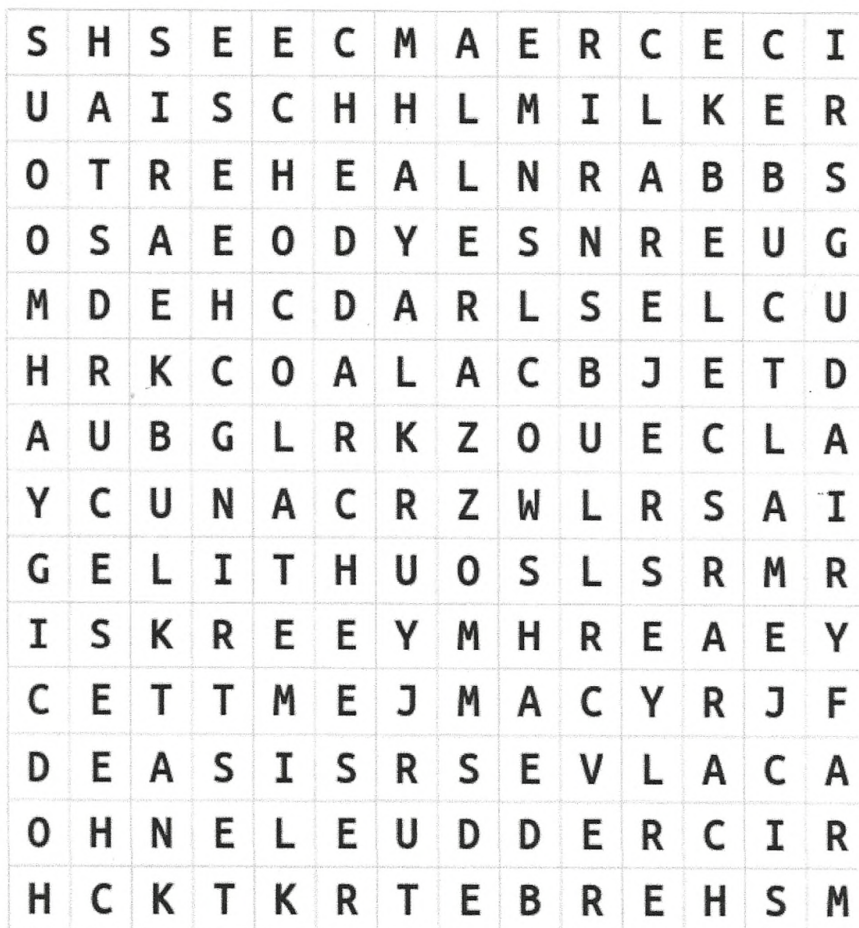 S H S E E C M A E R C E C I
U A I S C H H L M I L K E R
O T R E H E A L N R A B B S
O S A E O D Y E S N R E U G
M D E H C D A R L S E L C U
H R K C O A L A C B J E T D
A U B G L R K Z O U E C L A
Y C U N A C R Z W L R S A I
G E L I T H U O S L S R M R
I S K R E E Y M H R E A E Y
C E T T M E J M A C Y R J F
D E A S I S R S E V L A C A
O H N E L E U D D E R C I R
H C K T K R T E B R E H S M